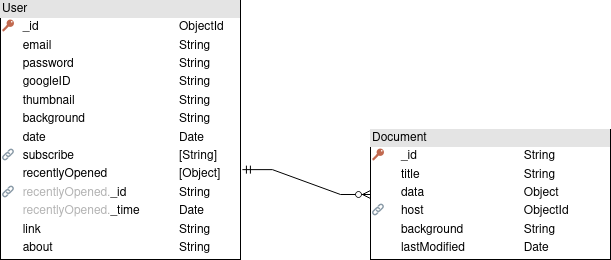 User
_id ObjectId
email String
password String
googleID String
thumbnail String
background String
date Date
subscribe [String]
recentlyOpened [Object]
recentlyOpened._id String
recentlyOpened._time Date
link String
about String
Document
_id String
title String
data Object
host ObjectId
background String
lastModified Date